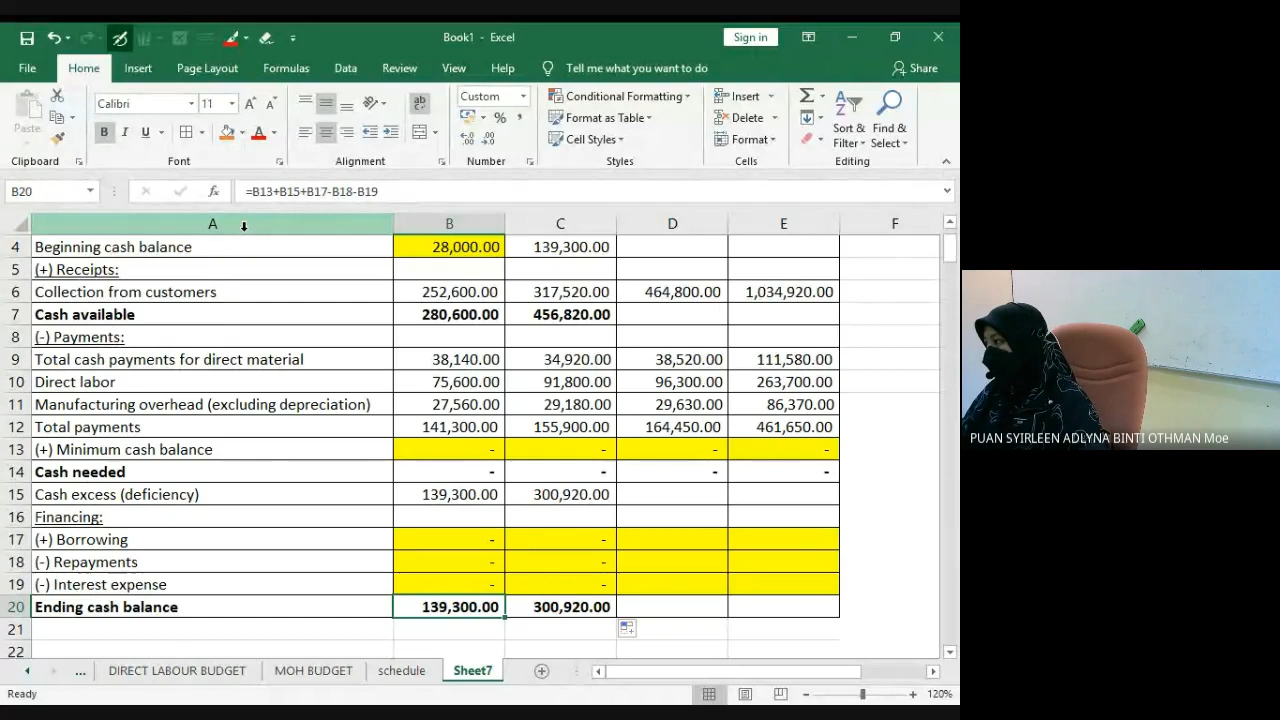 Book1 - Excel
Sign in
File Home Insert Page Layout Formulas Data Review View Help Tell me what you want to do Share
Paste
Calibri 11
B I U
ab
c
Custom
% ,
Conditional Formatting
Format as Table
Cell Styles
Insert
Delete
Format
Sort &
Filter
Find &
Select
Clipboard Font Alignment Number Styles Cells Editing
B20 fx =B13+B15+B17-B18-B19
A B C D E F
4 Beginning cash balance 28,000.00 139,300.00
5 (+) Receipts:
6 Collection from customers 252,600.00 317,520.00 464,800.00 1,034,920.00
7 Cash available 280,600.00 456,820.00
8 (-) Payments:
9 Total cash payments for direct material 38,140.00 34,920.00 38,520.00 111,580.00
10 Direct labor 75,600.00 91,800.00 96,300.00 263,700.00
11 Manufacturing overhead (excluding depreciation) 27,560.00 29,180.00 29,630.00 86,370.00
12 Total payments 141,300.00 155,900.00 164,450.00 461,650.00
13 (+) Minimum cash balance - - - -
14 Cash needed - - - -
15 Cash excess (deficiency) 139,300.00 300,920.00
16 Financing:
17 (+) Borrowing - -
18 (-) Repayments - -
19 (-) Interest expense - -
20 Ending cash balance 139,300.00 300,920.00
21
22
... DIRECT LABOUR BUDGET MOH BUDGET schedule Sheet7
Ready 120%
PUAN SYIRLEEN ADLYNA BINTI OTHMAN Moe